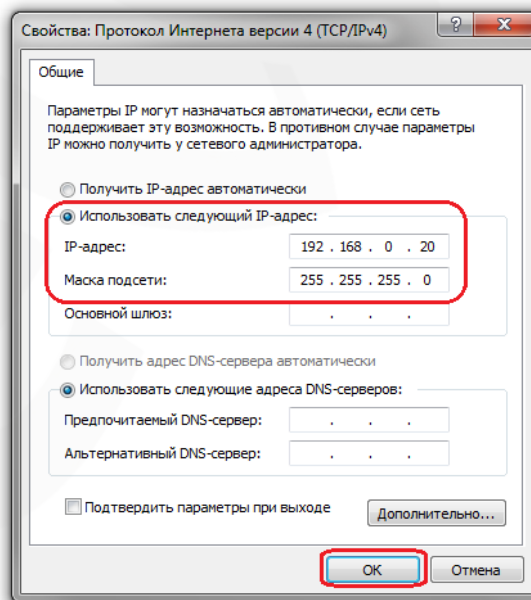 Свойства: Протокол Интернета версии 4 (TCP/IPv4)
Общие
Параметры IP могут назначаться автоматически, если сеть
поддерживает эту возможность. В противном случае параметры
IP можно получить у сетевого администратора.
Получить IP-адрес автоматически
Использовать следующий IP-адрес:
IP-адрес: 192 . 168 . 0 . 20
Маска подсети: 255 . 255 . 255 . 0
Основной шлюз: . . .
Получить адрес DNS-сервера автоматически
Использовать следующие адреса DNS-серверов:
Предпочитаемый DNS-сервер: . . .
Альтернативный DNS-сервер: . . .
Подтвердить параметры при выходе
Дополнительно...
ОК Отмена